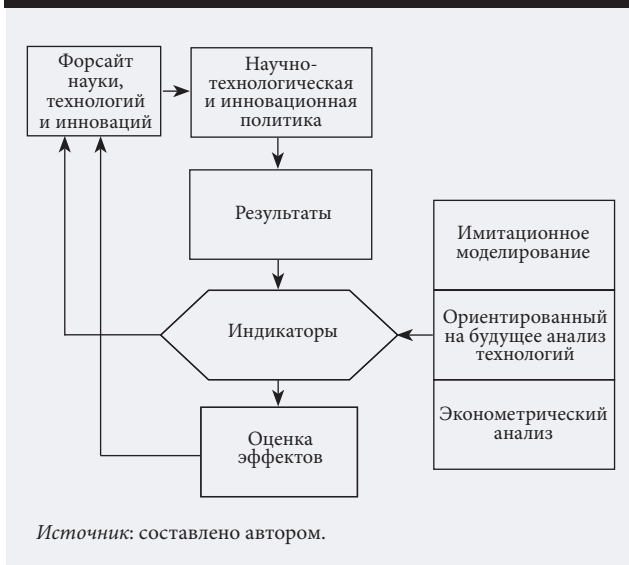 Форсайт
науки,
технологий
и инноваций
Научно-
технологическая
и инновационная
политика
Результаты
Имитационное
моделирование
Индикаторы
Ориентированный
на будущее анализ
технологий
Эконометрический
анализ
Оценка
эффектов
Источник: составлено автором.